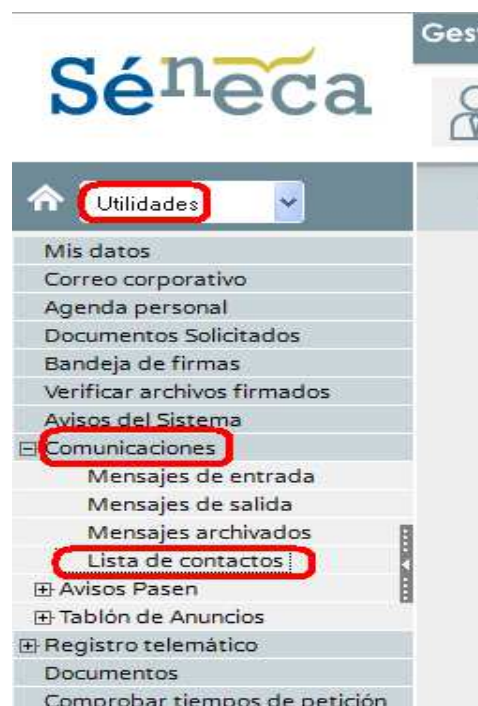 Ges
Séneca
Utilidades
Mis datos
Correo corporativo
Agenda personal
Documentos Solicitados
Bandeja de firmas
Verificar archivos firmados
Avisos del Sistema
Comunicaciones
Mensajes de entrada
Mensajes de salida
Mensajes archivados
Lista de contactos
Avisos Pasen
Tablón de Anuncios
Registro telemático
Documentos
Comprobar tiempos de petición